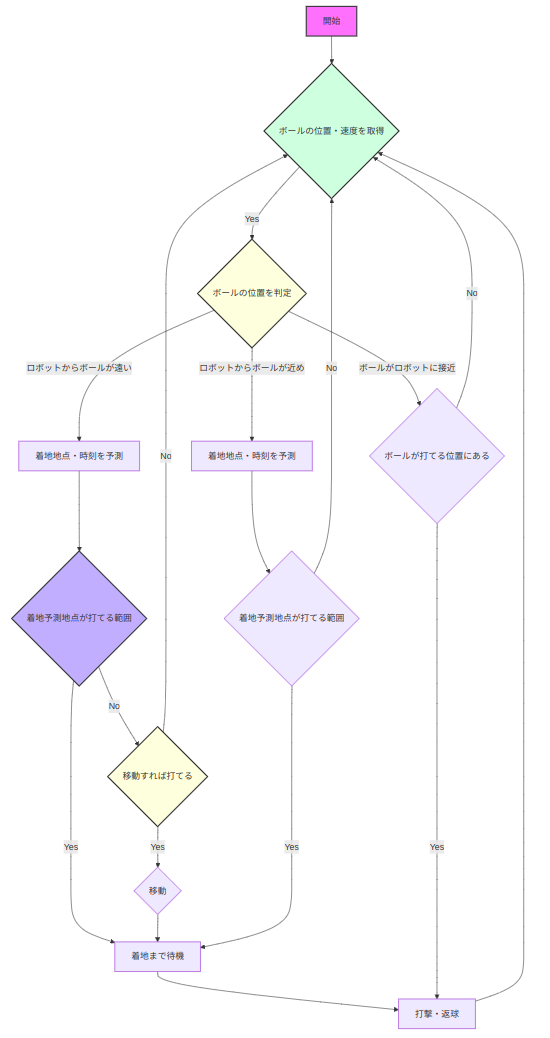 開始
ボールの位置・速度を取得
Yes
ボールの位置を判定
No
ロボットからボールが遠い
ロボットからボールが近め
No
ボールがロボットに接近
着地地点・時刻を予測
No
着地地点・時刻を予測
ボールが打てる位置にある
着地予測地点が打てる範囲
着地予測地点が打てる範囲
No
移動すれば打てる
Yes
Yes
Yes
Yes
移動
着地まで待機
打撃・返球